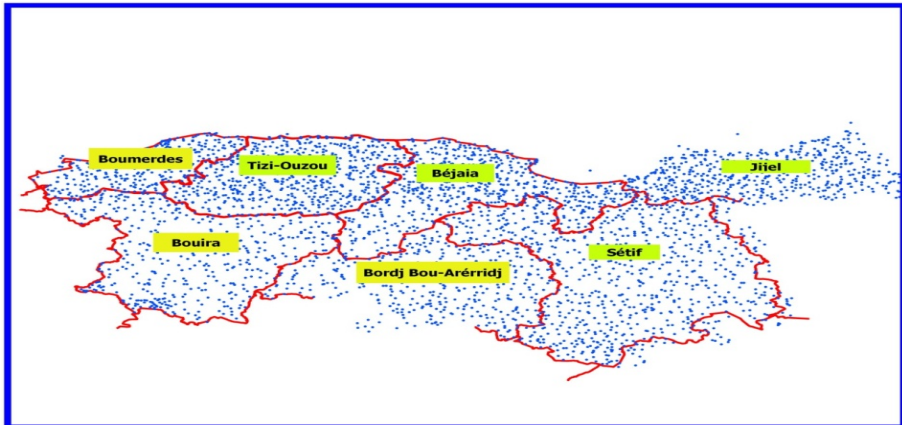 Boumerdes
Tizi-Ouzou
Béjaia
Jijel
Bouira
Bordj Bou-Arérridj
Sétif